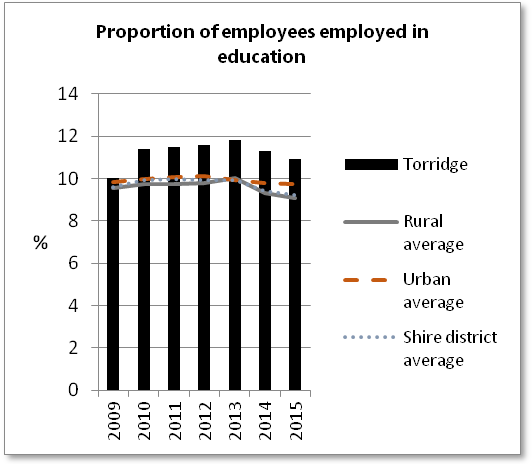 Proportion of employees employed in
education
14
12
10
8
6
4
2
0
%
2009
2010
2011
2012
2013
2014
2015
Torridge
Rural
average
Urban
average
Shire district
average